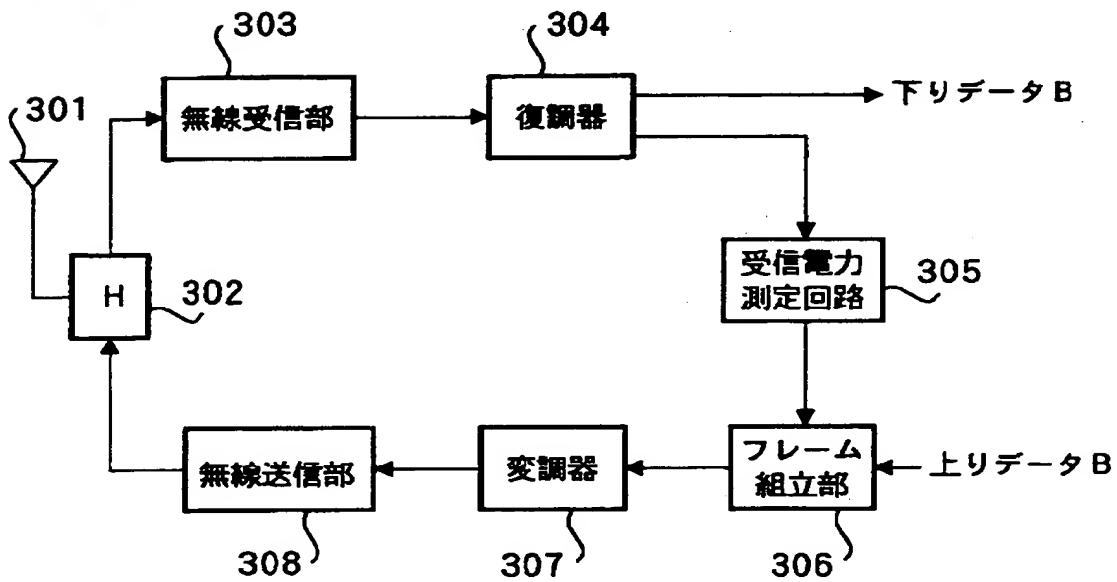 303
304
301
無線受信部
復調器
下りデータB
H
302
受信電力
測定回路
305
無線送信部
変調器
フレーム
組立部
上りデータB
308
307
306